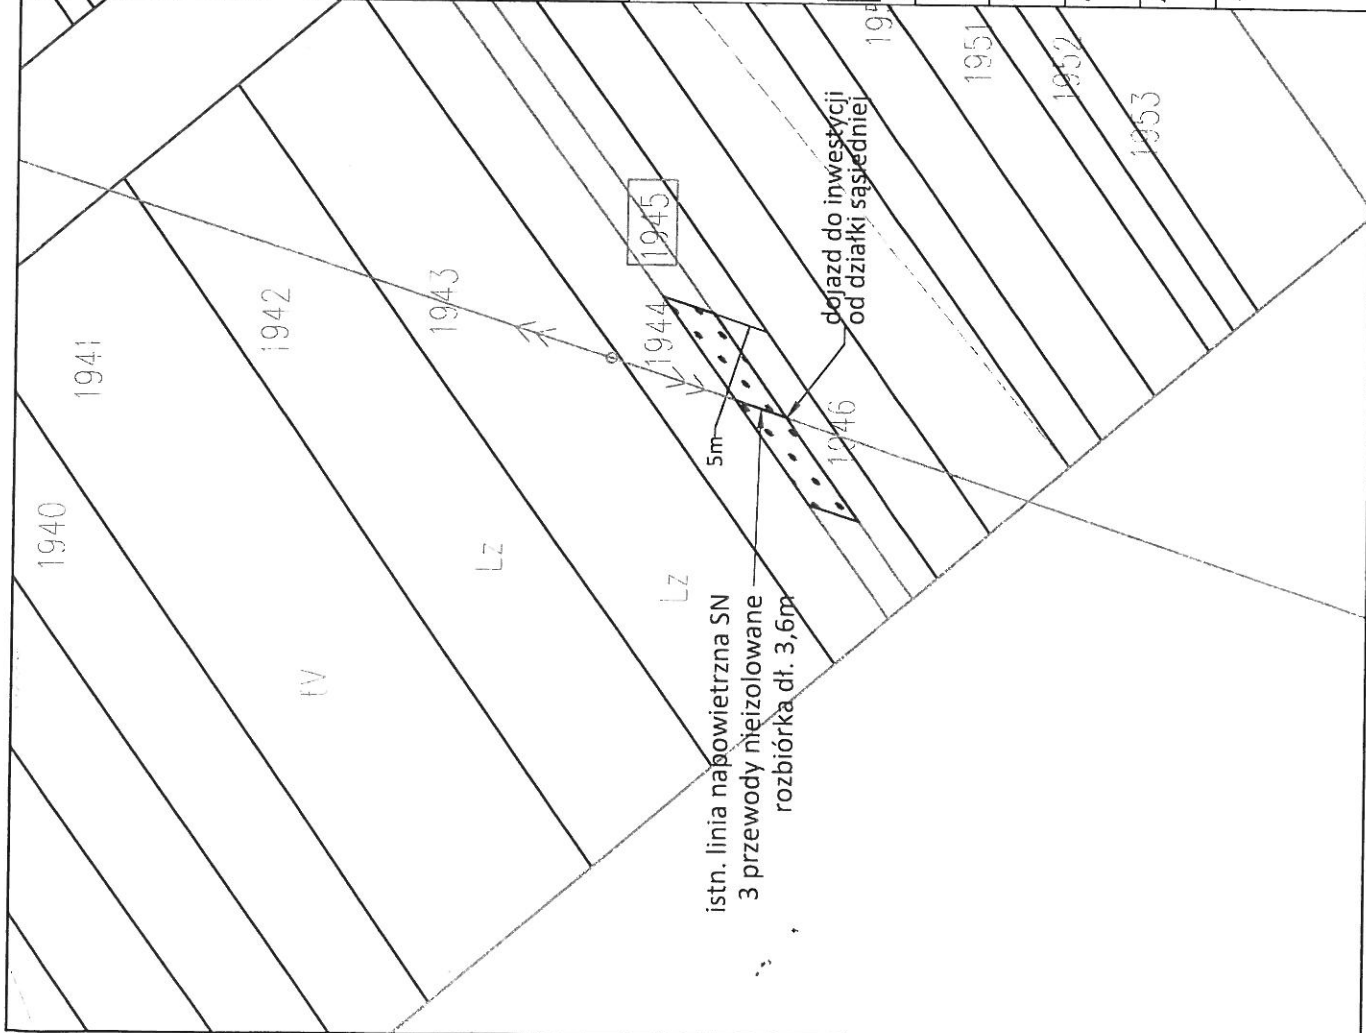 1940
1941
1942
1943
1944
1945
1946
1951
1952
1953
Lz
Lz
5m
dojazd do inwestycji
od działki sąsiedniej
istn. linia napowietrzna SN
3 przewody nieizolowane
rozbiórka dł. 3,6m